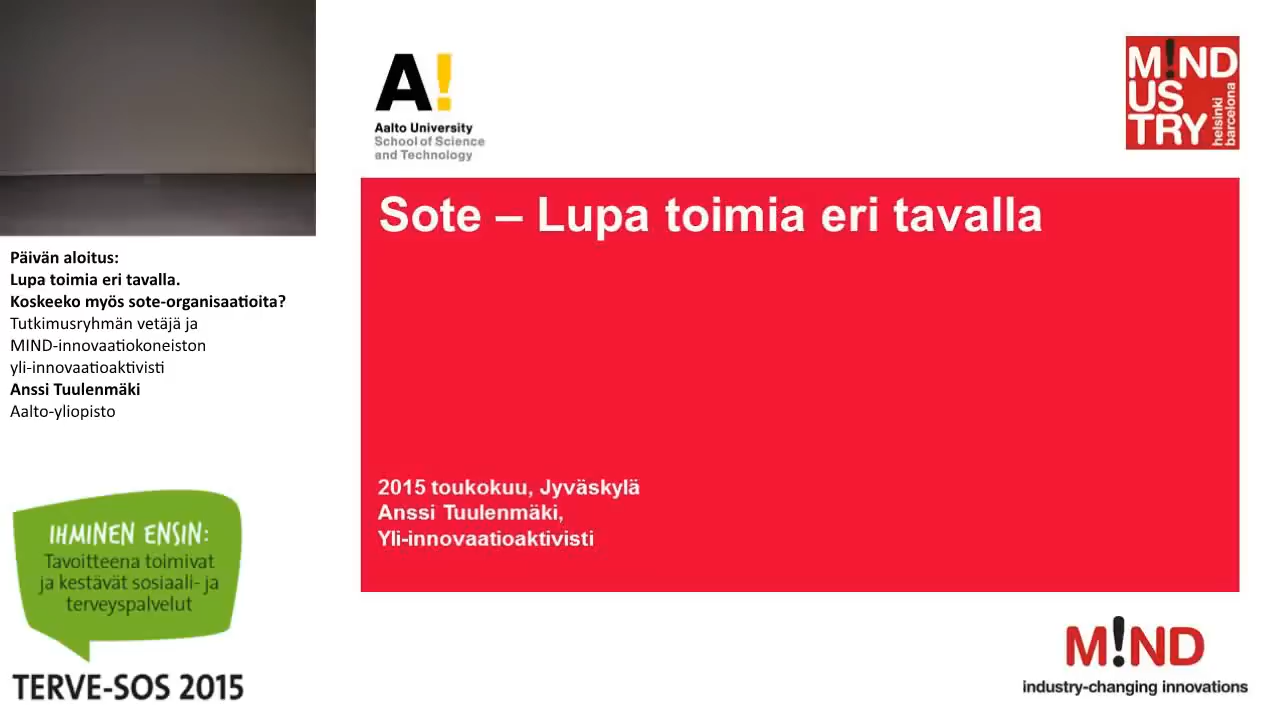 Päivän aloitus:
Lupa toimia eri tavalla.
Koskeeko myös sote-organisaatioita?
Tutkimusryhmän vetäjä ja
MIND-innovaatiokoneiston
yli-innovaatioaktivisti
Anssi Tuulenmäki
Aalto-yliopisto
IHMINEN ENSIN:
Tavoitteena toimivat
ja kestävät sosiaali- ja
terveyspalvelut
TERVE-SOS 2015
A!
Aalto University
School of Science
and Technology
M!ND
US
TRY
helsinki
barcelona
Sote – Lupa toimia eri tavalla
2015 toukokuu, Jyväskylä
Anssi Tuulenmäki,
Yli-innovaatioaktivisti
M!ND
industry-changing innovations